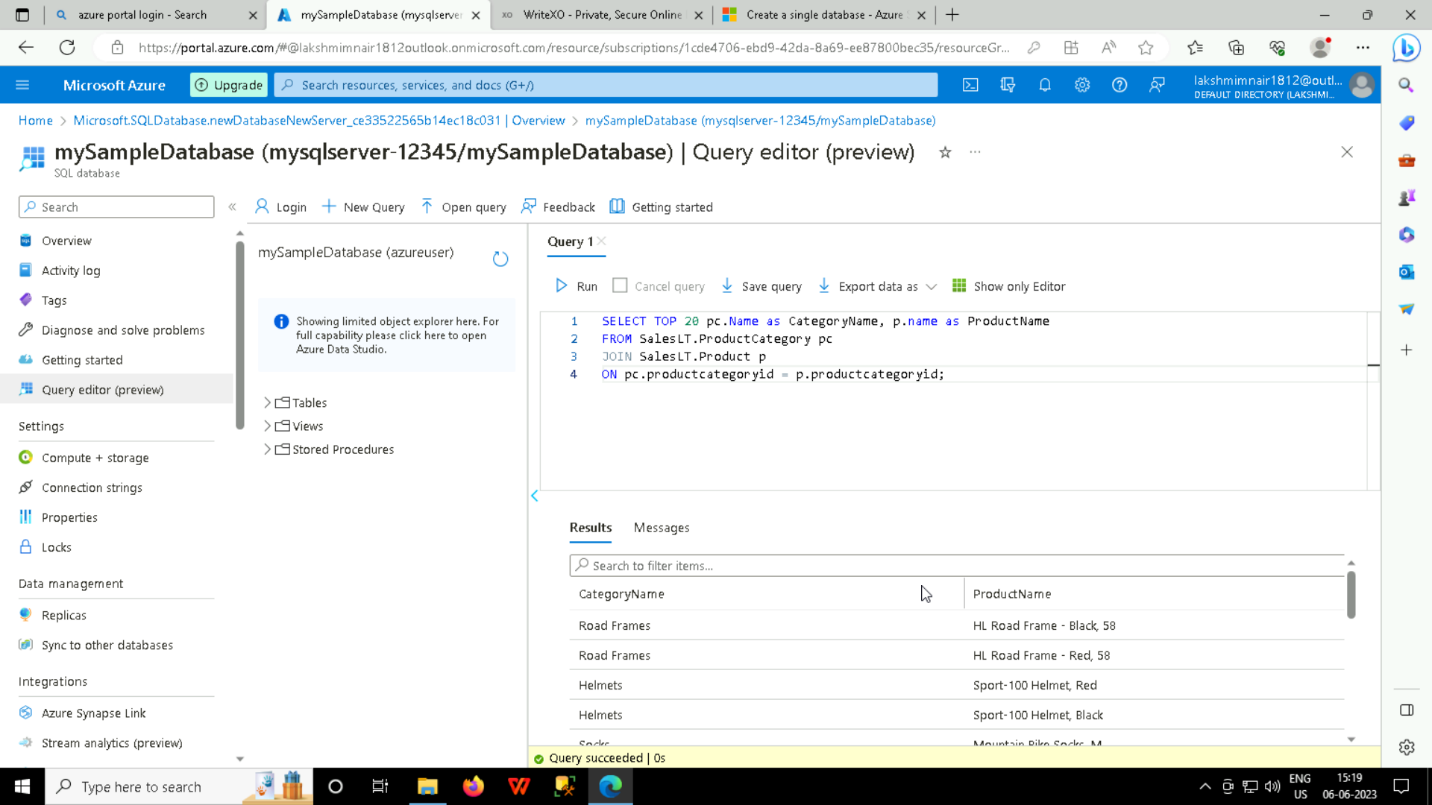 azure portal login - Search
mySampleDatabase (mysqlserver
WriteXO - Private, Secure Online
Create a single database - Azure
https://portal.azure.com/#@lakshmimnair1812outlook.onmicrosoft.com/resource/subscriptions/1cde4706-ebd9-42da-8a69-ee87800bec35/resourceGr...
Microsoft Azure
Upgrade
Search resources, services, and docs (G+/)
lakshmimnair1812@outl...
DEFAULT DIRECTORY (LAKSHMI...
Home > Microsoft.SQLDatabase.newDatabaseNewServer_ce33522565b14ec18c031 | Overview > mySampleDatabase (mysqlserver-12345/mySampleDatabase)
mySampleDatabase (mysqlserver-12345/mySampleDatabase) | Query editor (preview)
SQL database
Search
Login
New Query
Open query
Feedback
Getting started
Overview
Activity log
Tags
Diagnose and solve problems
Getting started
Query editor (preview)
Settings
Compute + storage
Connection strings
Properties
Locks
Data management
Replicas
Sync to other databases
Integrations
Azure Synapse Link
Stream analytics (preview)
mySampleDatabase (azureuser)
Showing limited object explorer here. For
full capability please click here to open
Azure Data Studio.
Tables
Views
Stored Procedures
Query 1
Run
Cancel query
Save query
Export data as
Show only Editor
1 SELECT TOP 20 pc.Name as CategoryName, p.name as ProductName
2 FROM SalesLT.ProductCategory pc
3 JOIN SalesLT.Product p
4 ON pc.productcategoryid = p.productcategoryid;
Results
Messages
Search to filter items...
CategoryName ProductName
Road Frames HL Road Frame - Black, 58
Road Frames HL Road Frame - Red, 58
Helmets Sport-100 Helmet, Red
Helmets Sport-100 Helmet, Black
Socks Mountain Bike Socks, M
Query succeeded | 0s
Type here to search
ENG
US
15:19
06-06-2023